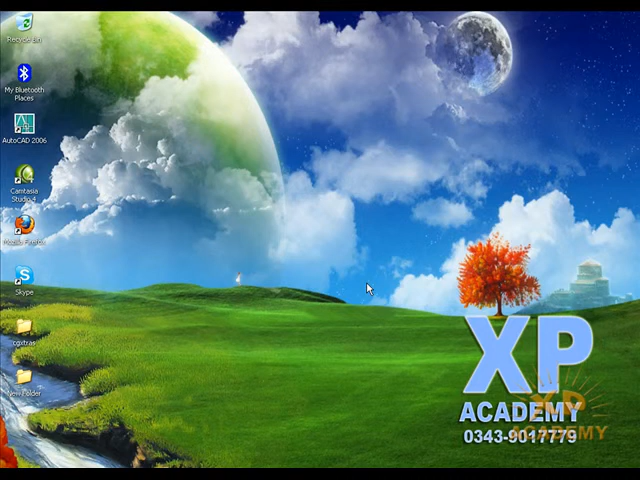 Recycle Bin
My Bluetooth
Places
AutoCAD 2006
Camtasia
Studio 4
Mozilla Firefox
Skype
cgxtras
New Folder
XP
ACADEMY
0343-9017779
XP
ACADEMY